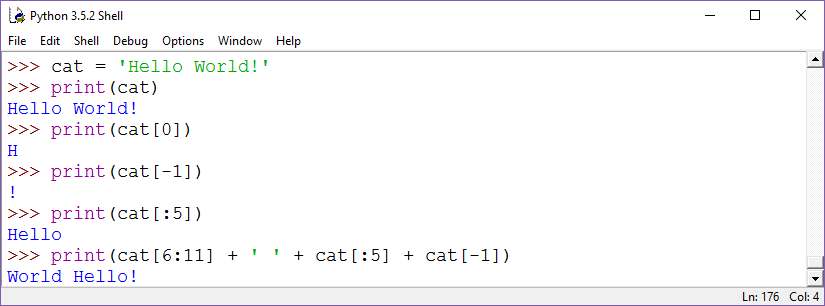 Python 3.5.2 Shell
File Edit Shell Debug Options Window Help
>>> cat = 'Hello World!'
>>> print(cat)
Hello World!
>>> print(cat[0])
H
>>> print(cat[-1])
!
>>> print(cat[:5])
Hello
>>> print(cat[6:11] + ' ' + cat[:5] + cat[-1])
World Hello!
Ln: 176 Col: 4